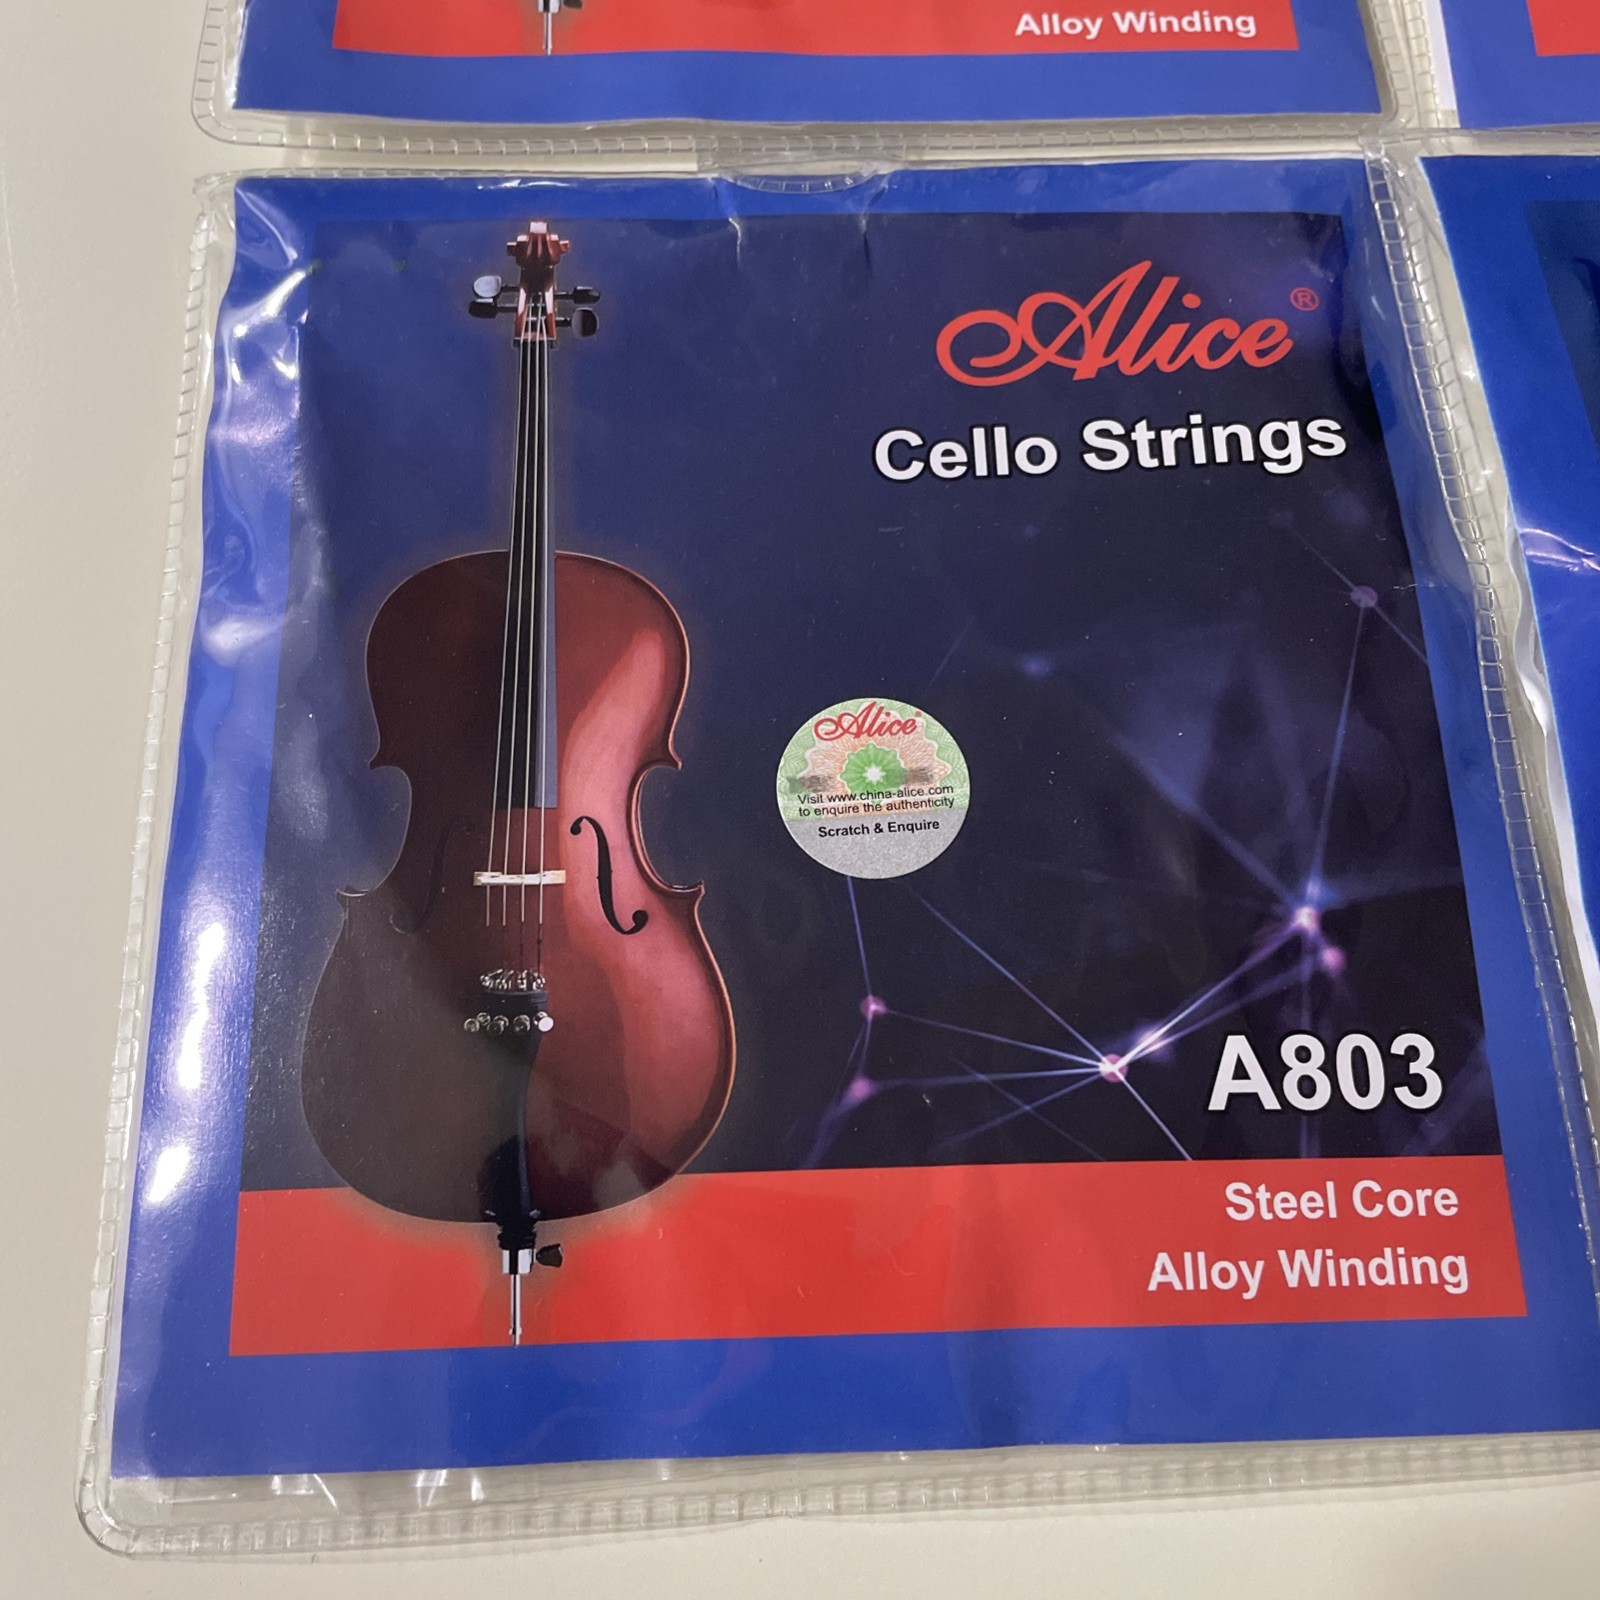 Alloy Winding
Alice®
Cello Strings
Alice®
Visit www.china-alice.com
to enquire the authenticity
Scratch & Enquire
A803
Steel Core
Alloy Winding